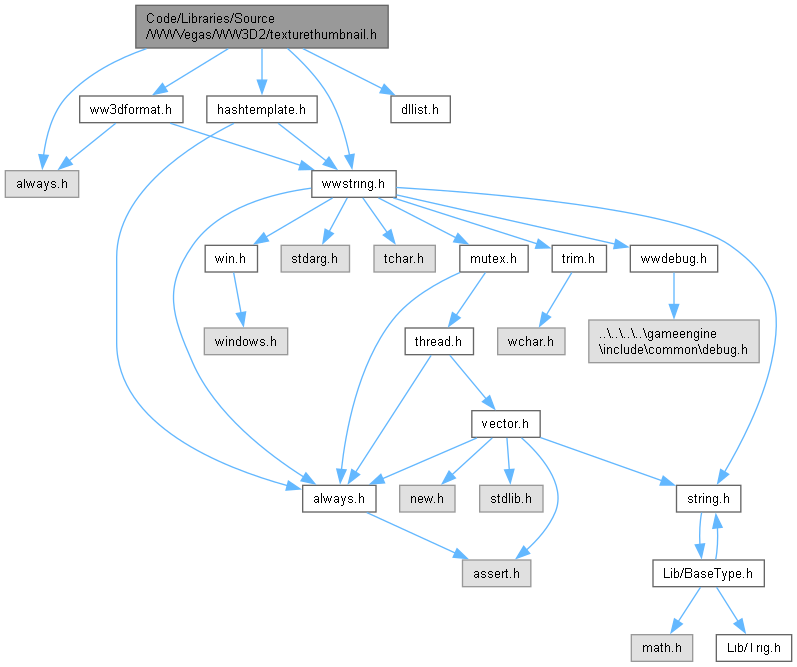 Code/Libraries/Source
/WWVegas/WW3D2/texturethumbnail.h
ww3dformat.h
hashtemplate.h
dllist.h
always.h
wwstring.h
win.h
stdarg.h
tchar.h
mutex.h
trim.h
wwdebug.h
windows.h
thread.h
wchar.h
..\..\..\..\gameengine
\include\common\debug.h
vector.h
always.h
new.h
stdlib.h
string.h
assert.h
Lib/BaseType.h
math.h
Lib/Trig.h